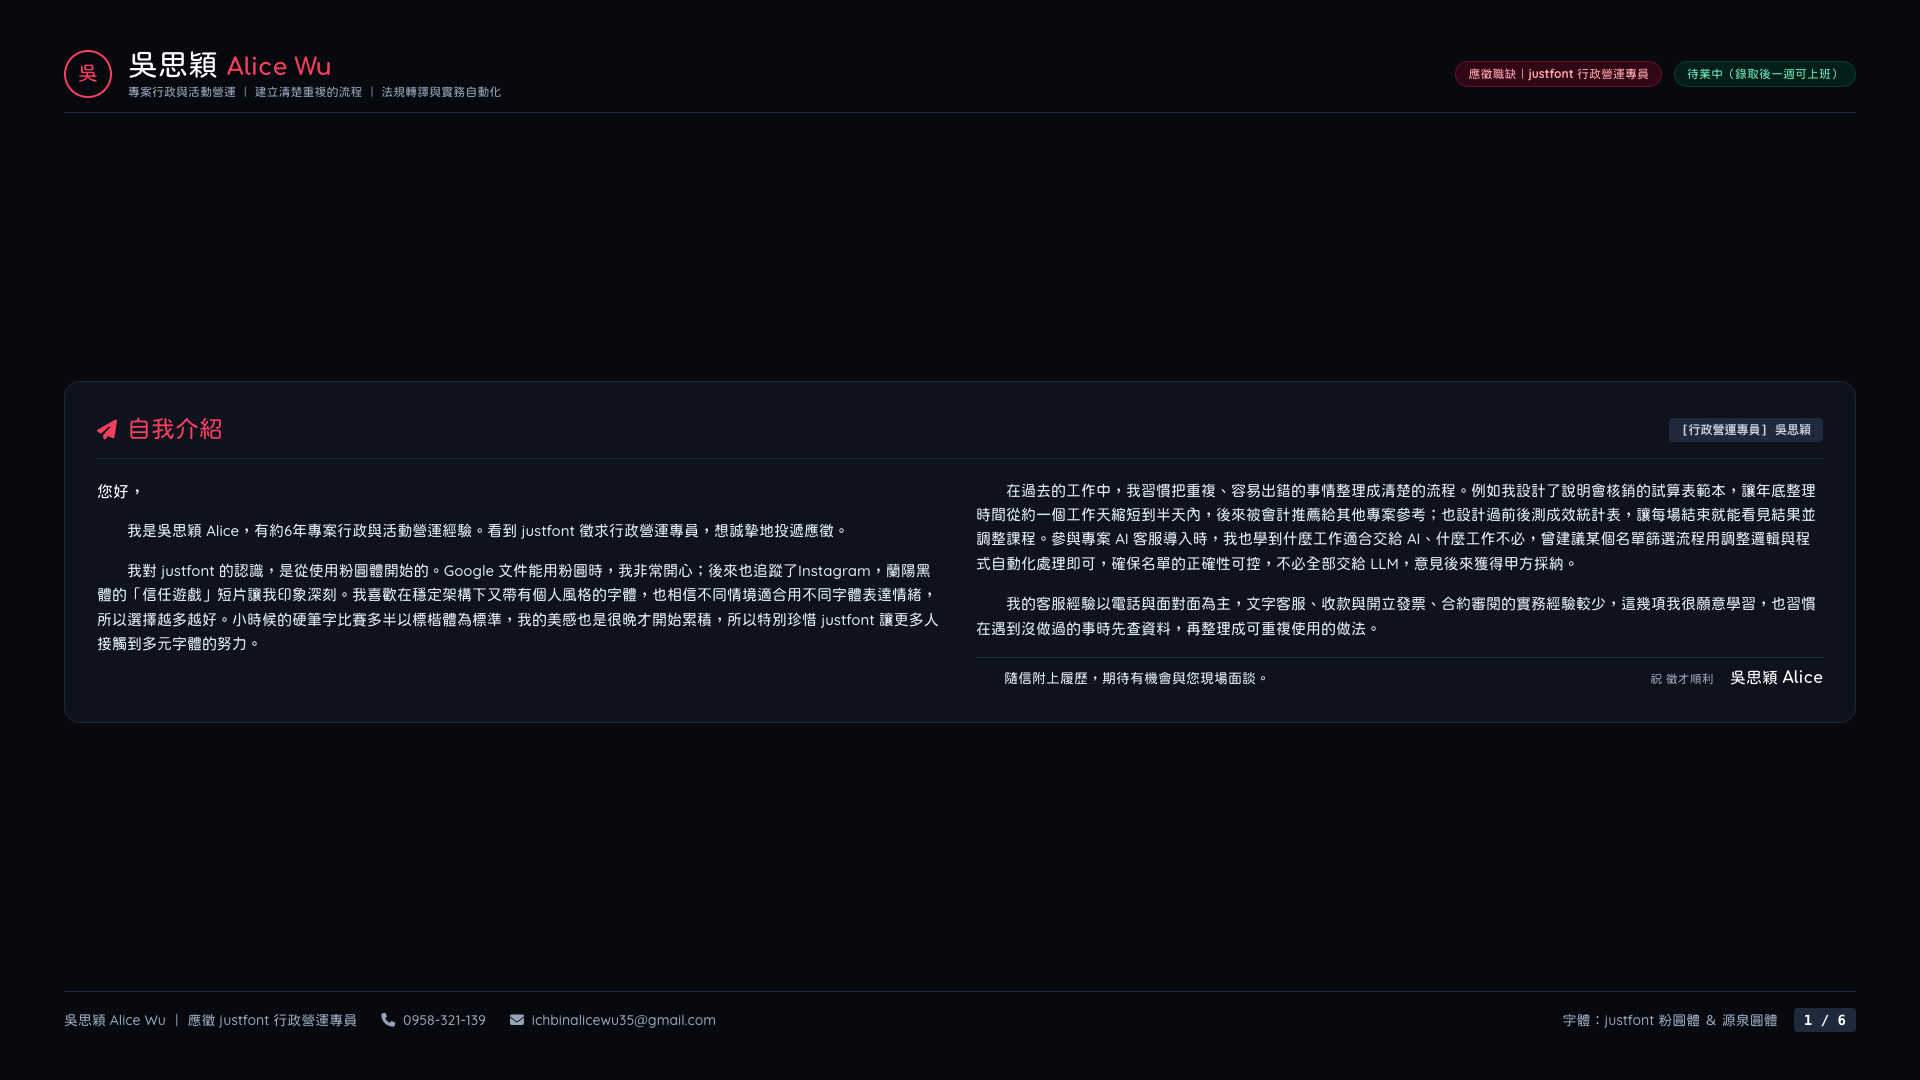 吳
吳思穎 Alice Wu
專案行政與活動營運 | 建立清楚重複的流程 | 法規轉譯與實務自動化
應徵職缺|justfont 行政營運專員
待業中(錄取後一週可上班)
自我介紹
[行政營運專員] 吳思穎
您好,
我是吳思穎 Alice,有約6年專案行政與活動營運經驗。看到 justfont 徵求行政營運專員,想誠摯地投遞應徵。
我對 justfont 的認識,是從使用粉圓體開始的。Google 文件能用粉圓時,我非常開心;後來也追蹤了Instagram,蘭陽黑
體的「信任遊戲」短片讓我印象深刻。我喜歡在穩定架構下又帶有個人風格的字體,也相信不同情境適合用不同字體表達情緒,
所以選擇越多越好。小時候的硬筆字比賽多半以標楷體為標準,我的美感也是很晚才開始累積,所以特別珍惜 justfont 讓更多人
接觸到多元字體的努力。
在過去的工作中,我習慣把重複、容易出錯的事情整理成清楚的流程。例如我設計了說明會核銷的試算表範本,讓年底整理
時間從約一個工作天縮短到半天內,後來被會計推薦給其他專案參考;也設計過前後測成效統計表,讓每場結束就能看見結果並
調整課程。參與專案 AI 客服導入時,我也學到什麼工作適合交給 AI、什麼工作不必,曾建議某個名單篩選流程用調整邏輯與程
式自動化處理即可,確保名單的正確性可控,不必全部交給 LLM,意見後來獲得甲方採納。
我的客服經驗以電話與面對面為主,文字客服、收款與開立發票、合約審閱的實務經驗較少,這幾項我很願意學習,也習慣
在遇到沒做過的事時先查資料,再整理成可重複使用的做法。
隨信附上履歷,期待有機會與您現場面談。
祝 徵才順利 吳思穎 Alice
吳思穎 Alice Wu | 應徵 justfont 行政營運專員 0958-321-139 ichbinalicewu35@gmail.com
字體:justfont 粉圓體 & 源泉圓體 1 / 6